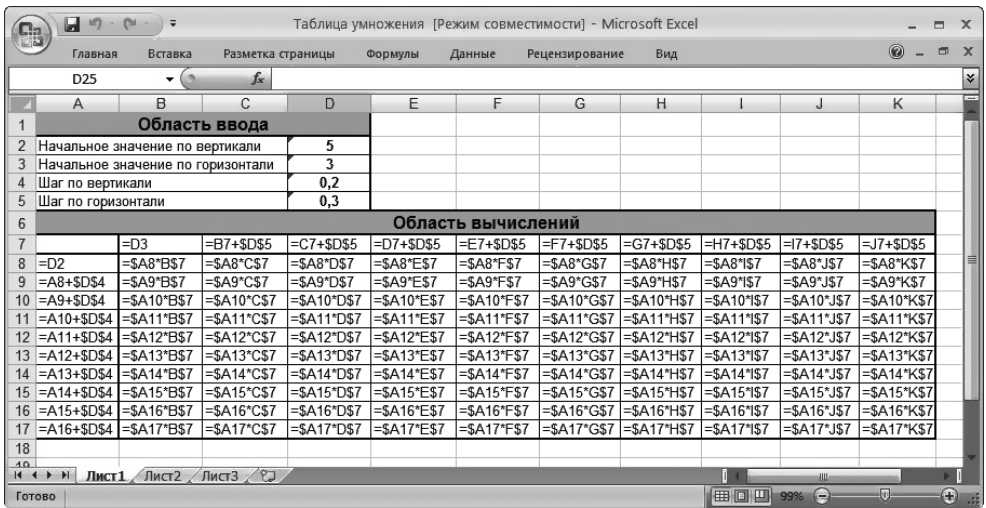 Таблица умножения [Режим совместимости] - Microsoft Excel
Главная Вставка Разметка страницы Формулы Данные Рецензирование Вид
D25 fx
A B C D E F G H I J K
1 Область ввода
2 Начальное значение по вертикали 5
3 Начальное значение по горизонтали 3
4 Шаг по вертикали 0,2
5 Шаг по горизонтали 0,3
6 Область вычислений
7 =D3 =B7+$D$5 =C7+$D$5 =D7+$D$5 =E7+$D$5 =F7+$D$5 =G7+$D$5 =H7+$D$5 =I7+$D$5 =J7+$D$5
8 =D2 =$A8*B$7 =$A8*C$7 =$A8*D$7 =$A8*E$7 =$A8*F$7 =$A8*G$7 =$A8*H$7 =$A8*I$7 =$A8*J$7 =$A8*K$7
9 =A8+$D$4 =$A9*B$7 =$A9*C$7 =$A9*D$7 =$A9*E$7 =$A9*F$7 =$A9*G$7 =$A9*H$7 =$A9*I$7 =$A9*J$7 =$A9*K$7
10 =A9+$D$4 =$A10*B$7 =$A10*C$7 =$A10*D$7 =$A10*E$7 =$A10*F$7 =$A10*G$7 =$A10*H$7 =$A10*I$7 =$A10*J$7 =$A10*K$7
11 =A10+$D$4 =$A11*B$7 =$A11*C$7 =$A11*D$7 =$A11*E$7 =$A11*F$7 =$A11*G$7 =$A11*H$7 =$A11*I$7 =$A11*J$7 =$A11*K$7
12 =A11+$D$4 =$A12*B$7 =$A12*C$7 =$A12*D$7 =$A12*E$7 =$A12*F$7 =$A12*G$7 =$A12*H$7 =$A12*I$7 =$A12*J$7 =$A12*K$7
13 =A12+$D$4 =$A13*B$7 =$A13*C$7 =$A13*D$7 =$A13*E$7 =$A13*F$7 =$A13*G$7 =$A13*H$7 =$A13*I$7 =$A13*J$7 =$A13*K$7
14 =A13+$D$4 =$A14*B$7 =$A14*C$7 =$A14*D$7 =$A14*E$7 =$A14*F$7 =$A14*G$7 =$A14*H$7 =$A14*I$7 =$A14*J$7 =$A14*K$7
15 =A14+$D$4 =$A15*B$7 =$A15*C$7 =$A15*D$7 =$A15*E$7 =$A15*F$7 =$A15*G$7 =$A15*H$7 =$A15*I$7 =$A15*J$7 =$A15*K$7
16 =A15+$D$4 =$A16*B$7 =$A16*C$7 =$A16*D$7 =$A16*E$7 =$A16*F$7 =$A16*G$7 =$A16*H$7 =$A16*I$7 =$A16*J$7 =$A16*K$7
17 =A16+$D$4 =$A17*B$7 =$A17*C$7 =$A17*D$7 =$A17*E$7 =$A17*F$7 =$A17*G$7 =$A17*H$7 =$A17*I$7 =$A17*J$7 =$A17*K$7
18
19
Лист1 Лист2 Лист3
Готово 99%